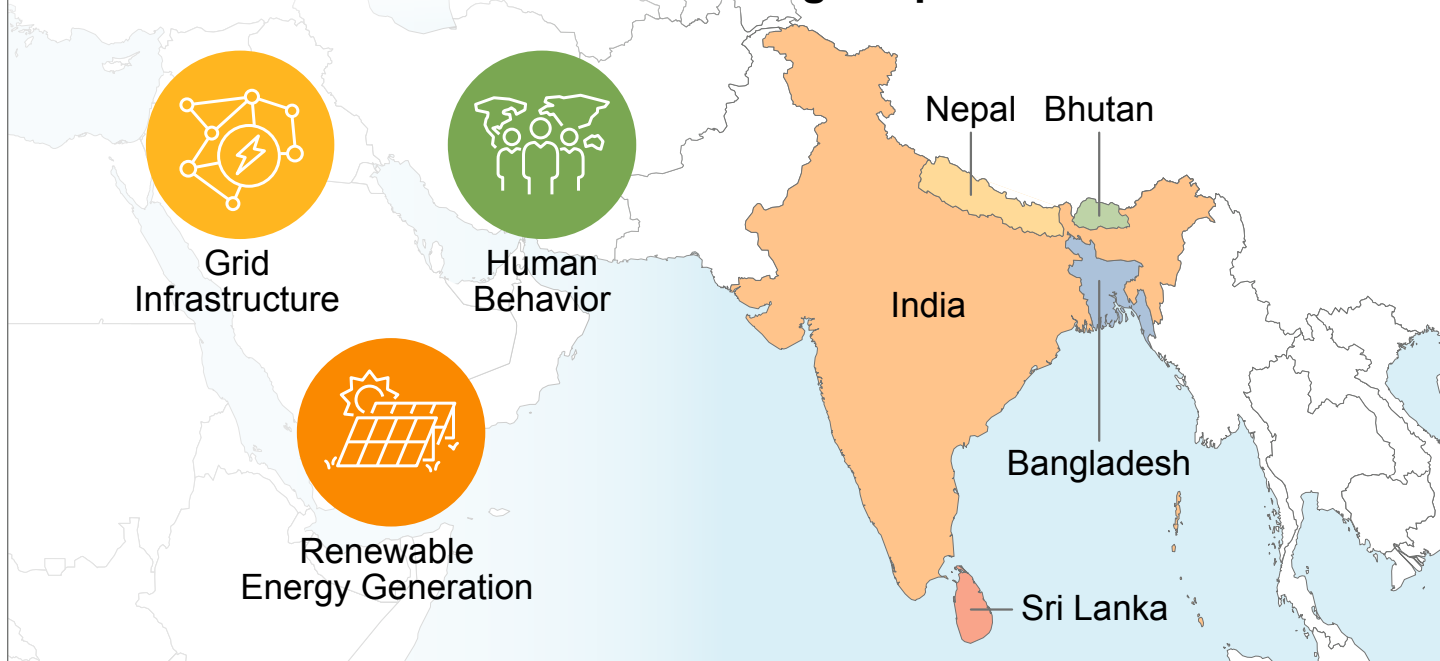 Grid
Infrastructure
Human
Behavior
Renewable
Energy Generation
Nepal
Bhutan
India
Bangladesh
Sri Lanka